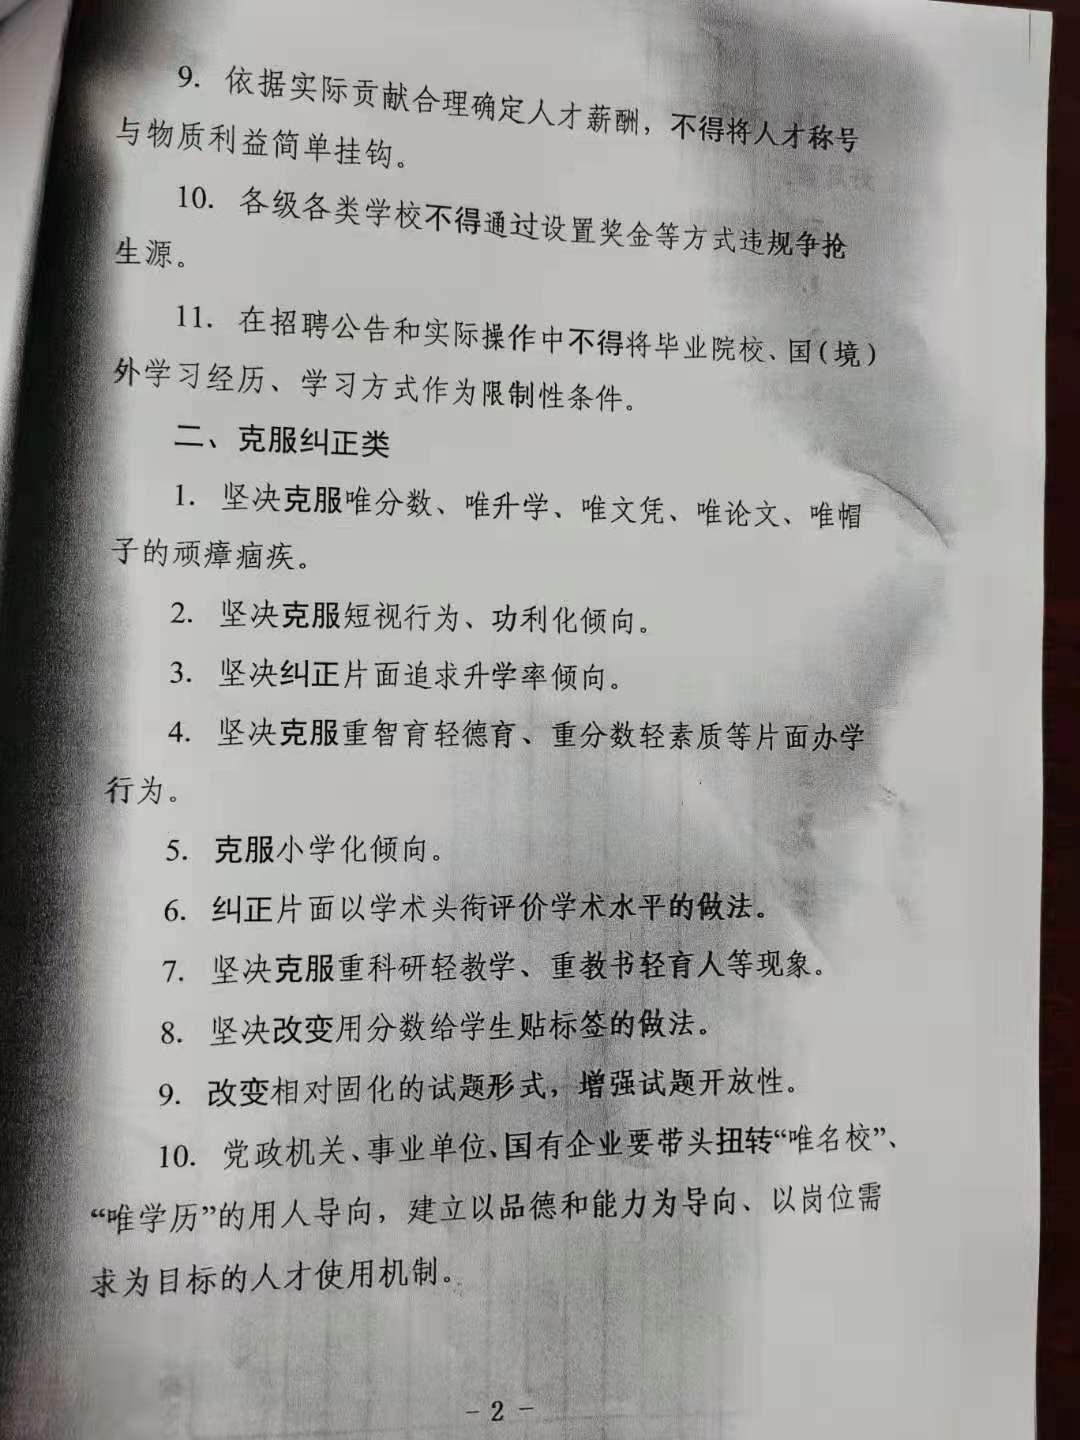 9. 依据实际贡献合理确定人才薪酬，不得将人才称号
与物质利益简单挂钩。
10. 各级各类学校不得通过设置奖金等方式违规争抢
生源。
11. 在招聘公告和实际操作中不得将毕业院校、国（境）
外学习经历、学习方式作为限制性条件。
二、克服纠正类
1. 坚决克服唯分数、唯升学、唯文凭、唯论文、唯帽
子的顽瘴痼疾。
2. 坚决克服短视行为、功利化倾向。
3. 坚决纠正片面追求升学率倾向。
4. 坚决克服重智育轻德育、重分数轻素质等片面办学
行为。
5. 克服小学化倾向。
6. 纠正片面以学术头衔评价学术水平的做法。
7. 坚决克服重科研轻教学、重教书轻育人等现象。
8. 坚决改变用分数给学生贴标签的做法。
9. 改变相对固化的试题形式，增强试题开放性。
10. 党政机关、事业单位、国有企业要带头扭转“唯名校”、
“唯学历”的用人导向，建立以品德和能力为导向、以岗位需
求为目标的人才使用机制。
- 2 -